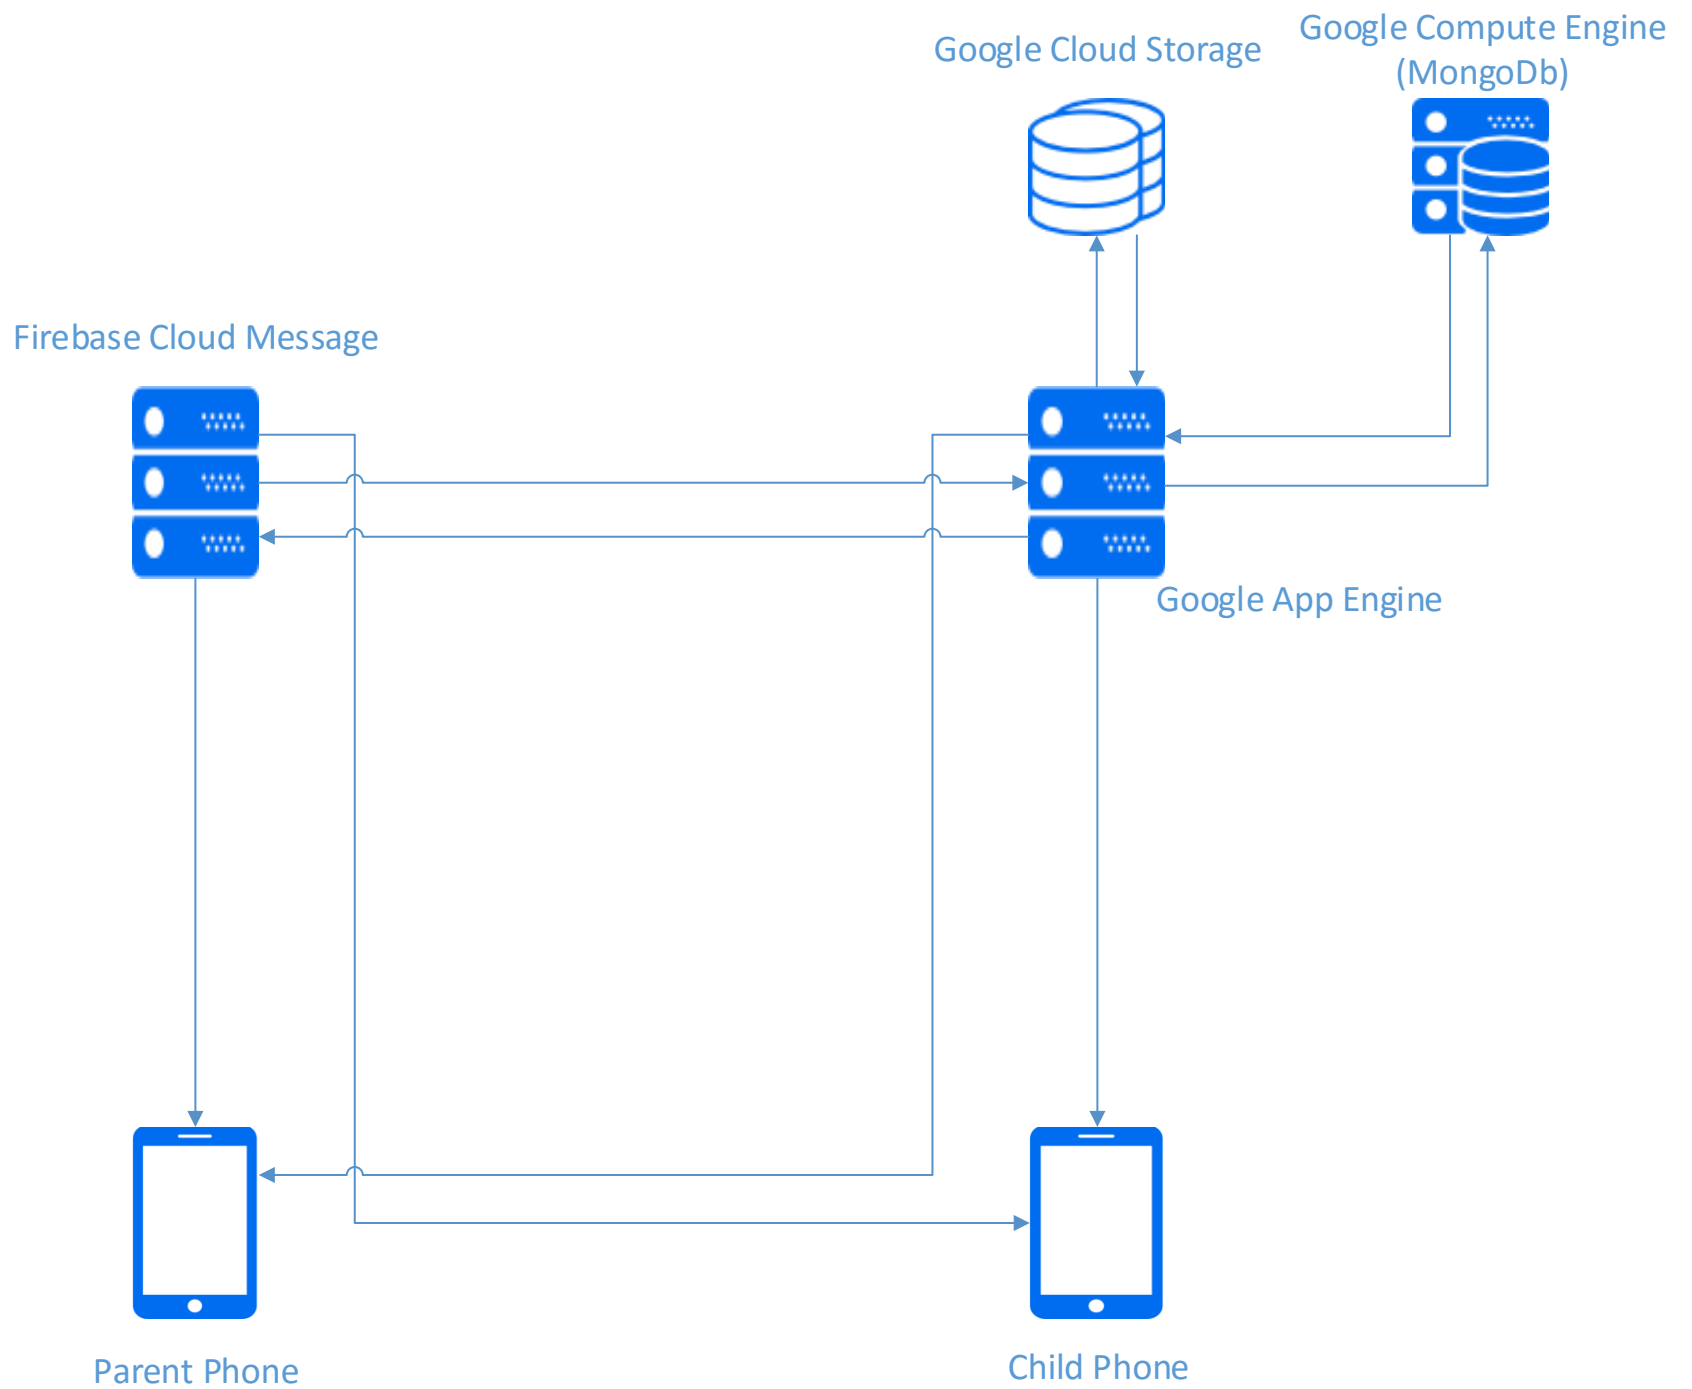 Google Cloud Storage
Google Compute Engine
(MongoDb)
Firebase Cloud Message
Google App Engine
Parent Phone
Child Phone